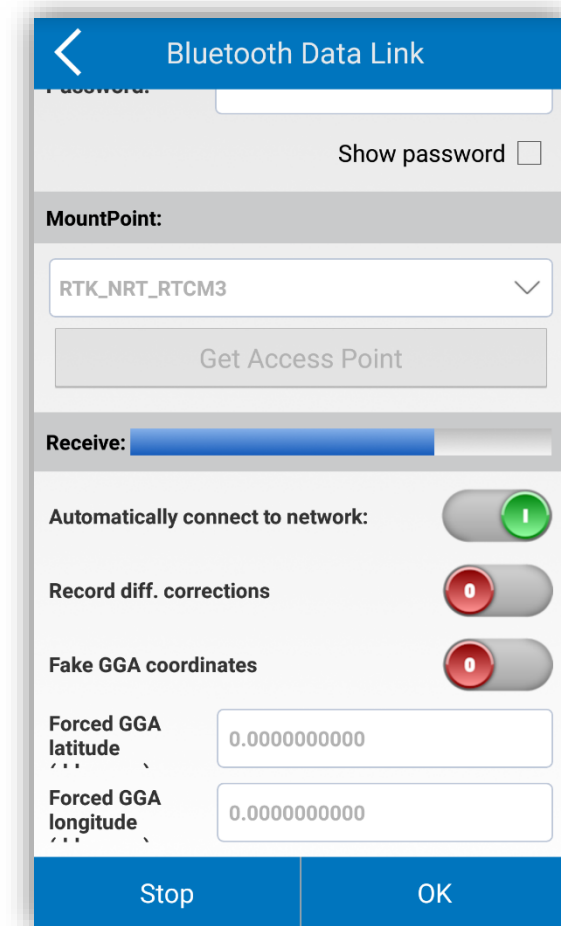 Bluetooth Data Link
Password:
Show password
MountPoint:
RTK_NRT_RTCM3
Get Access Point
Receive:
Automatically connect to network:
I
Record diff. corrections
0
Fake GGA coordinates
0
Forced GGA
latitude
0.0000000000
Forced GGA
longitude
0.0000000000
Stop
OK